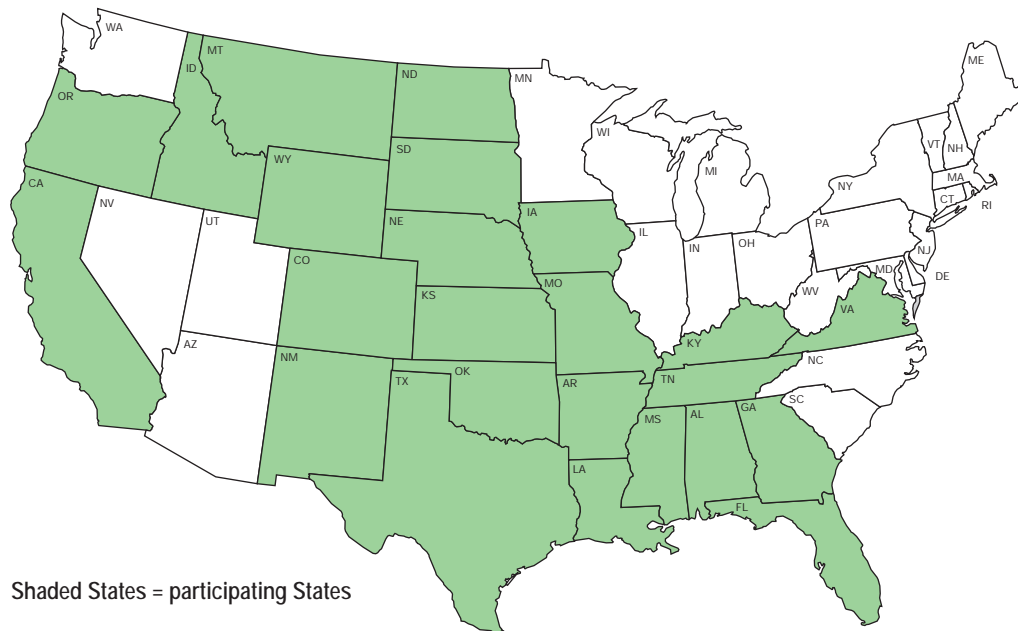 WA
MT
ND
MN
ME
ID
OR
WI
VT
NH
SD
MI
WY
NY
MA
CA
CT
RI
NV
UT
NE
IA
PA
IL
IN
OH
NJ
CO
MO
MD
DE
WV
KS
VA
AZ
NM
KY
NC
OK
TX
TN
AR
SC
MS
AL
GA
LA
FL
Shaded States = participating States